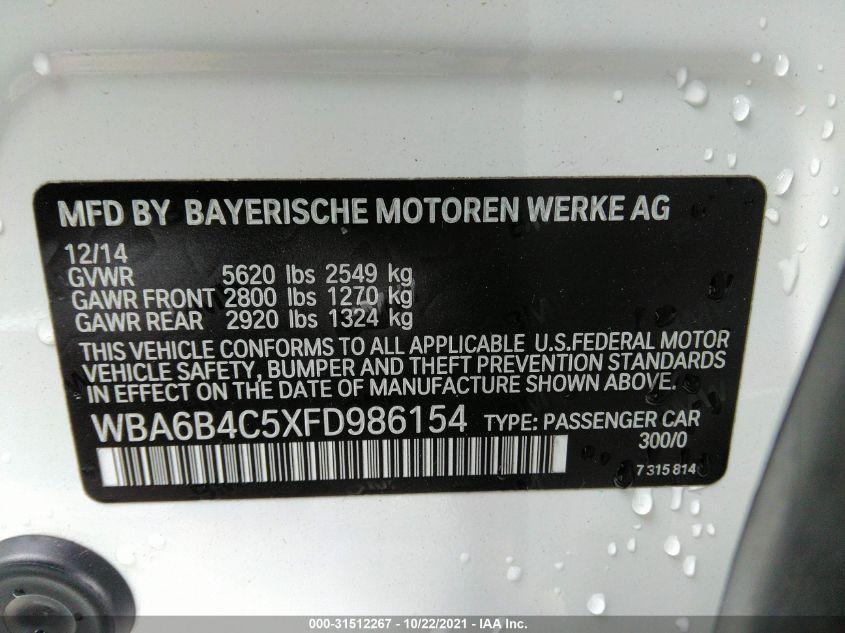 MFD BY BAYERISCHE MOTOREN WERKE AG
12/14
GVWR 5620 lbs 2549 kg
GAWR FRONT 2800 lbs 1270 kg
GAWR REAR 2920 lbs 1324 kg
THIS VEHICLE CONFORMS TO ALL APPLICABLE U.S.FEDERAL MOTOR
VEHICLE SAFETY, BUMPER AND THEFT PREVENTION STANDARDS
IN EFFECT ON THE DATE OF MANUFACTURE SHOWN ABOVE.
WBA6B4C5XFD986154 TYPE: PASSENGER CAR
300/0
7 315 814
000-31512267 - 10/22/2021 - IAA Inc.